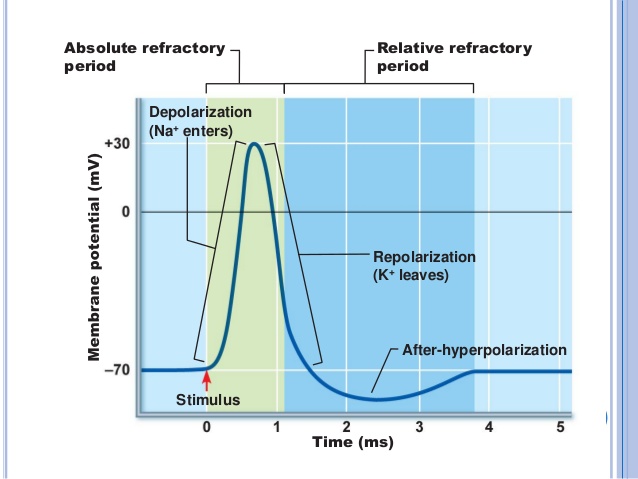 Absolute refractory
period
Relative refractory
period
Depolarization
(Na⁺ enters)
+30
0
Membrane potential (mV)
Repolarization
(K⁺ leaves)
After-hyperpolarization
–70
Stimulus
0 1 2 3 4 5
Time (ms)